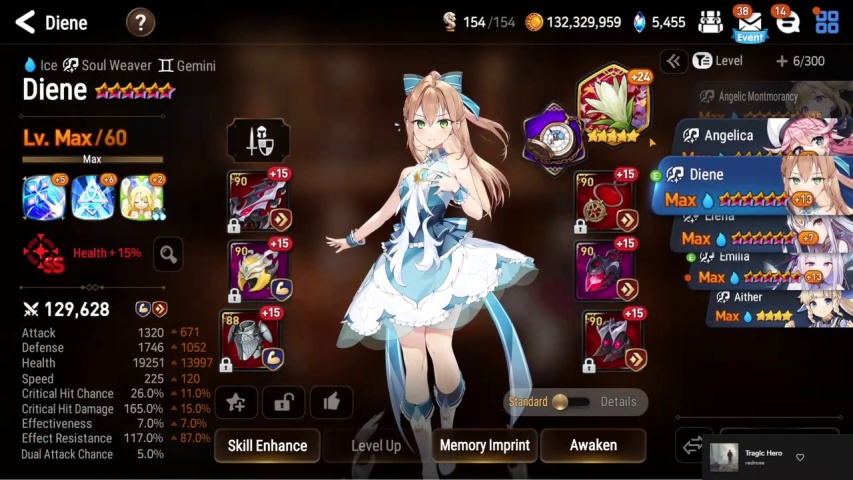 Diene
?
154/154
132,329,959
5,455
38
Event
14
Ice Soul Weaver Gemini
Diene
Lv. Max/60
Max
+5
+6
+2
SS
Health + 15%
129,628
Attack 1320 671
Defense 1746 1052
Health 19251 13997
Speed 225 120
Critical Hit Chance 26.0% 11.0%
Critical Hit Damage 165.0% 15.0%
Effectiveness 7.0% 7.0%
Effect Resistance 117.0% 87.0%
Dual Attack Chance 5.0%
90 +15
90 +15
88 +15
+24
90 +15
90 +15
90 +15
Standard Details
Skill Enhance
Level Up
Memory Imprint
Awaken
Level
6/300
Angelic Montmorancy
Angelica
E
Diene
Max +13
Elena
Max +7
E
Emilia
Max +13
Aither
Max
Tragic Hero
redrose